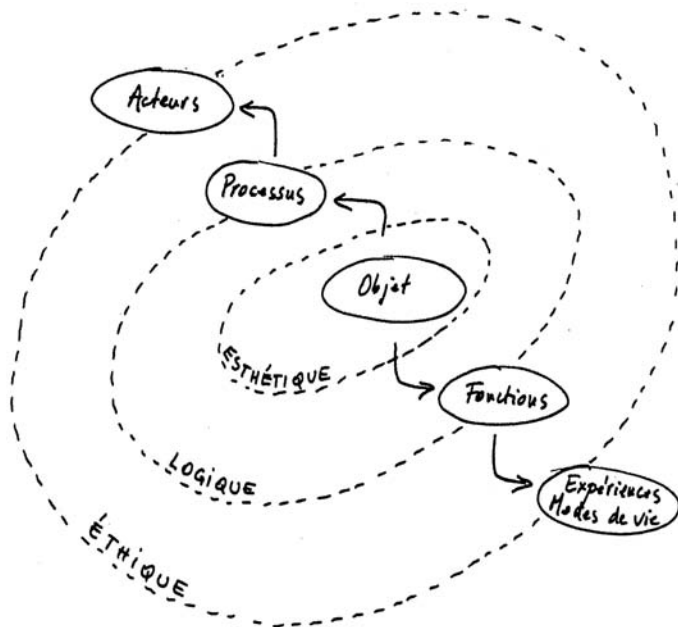 Acteurs
Processus
Objet
ESTHÉTIQUE
Fonctions
LOGIQUE
Expériences
Modes de vie
ÉTHIQUE